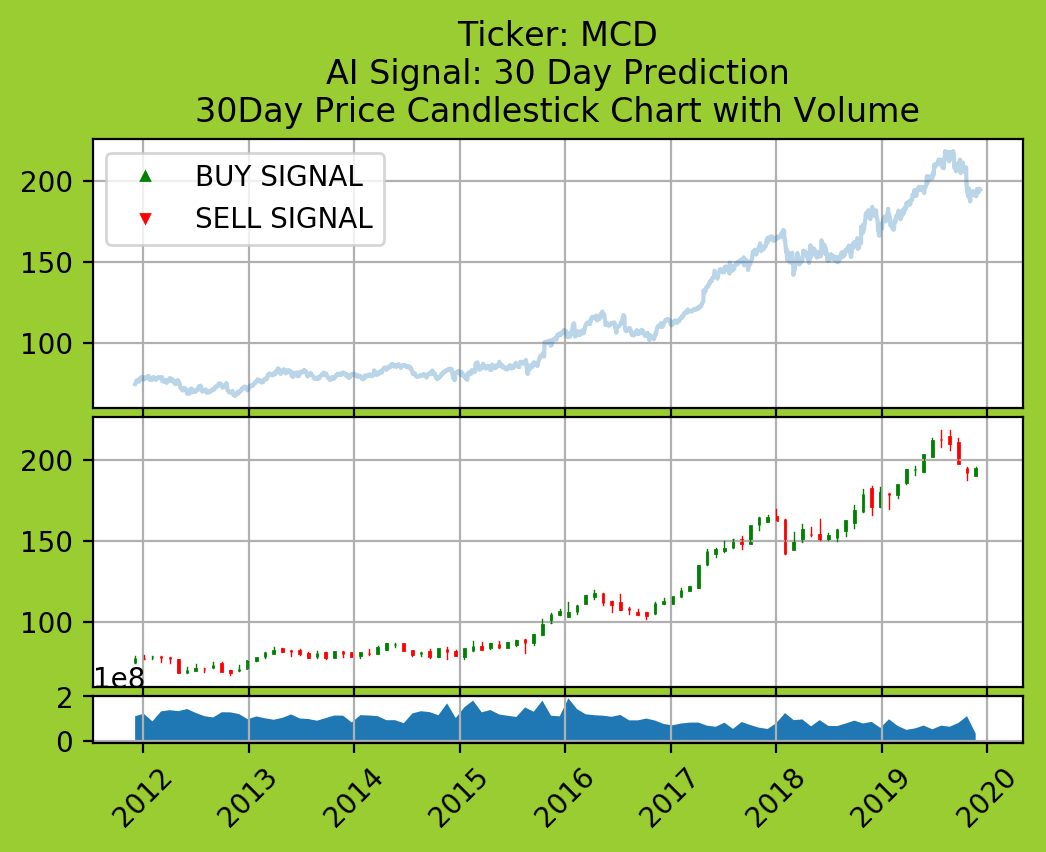 Ticker: MCD
AI Signal: 30 Day Prediction
30Day Price Candlestick Chart with Volume
BUY SIGNAL
SELL SIGNAL
200
150
100
200
150
100
1e8
2
0
2012 2013 2014 2015 2016 2017 2018 2019 2020